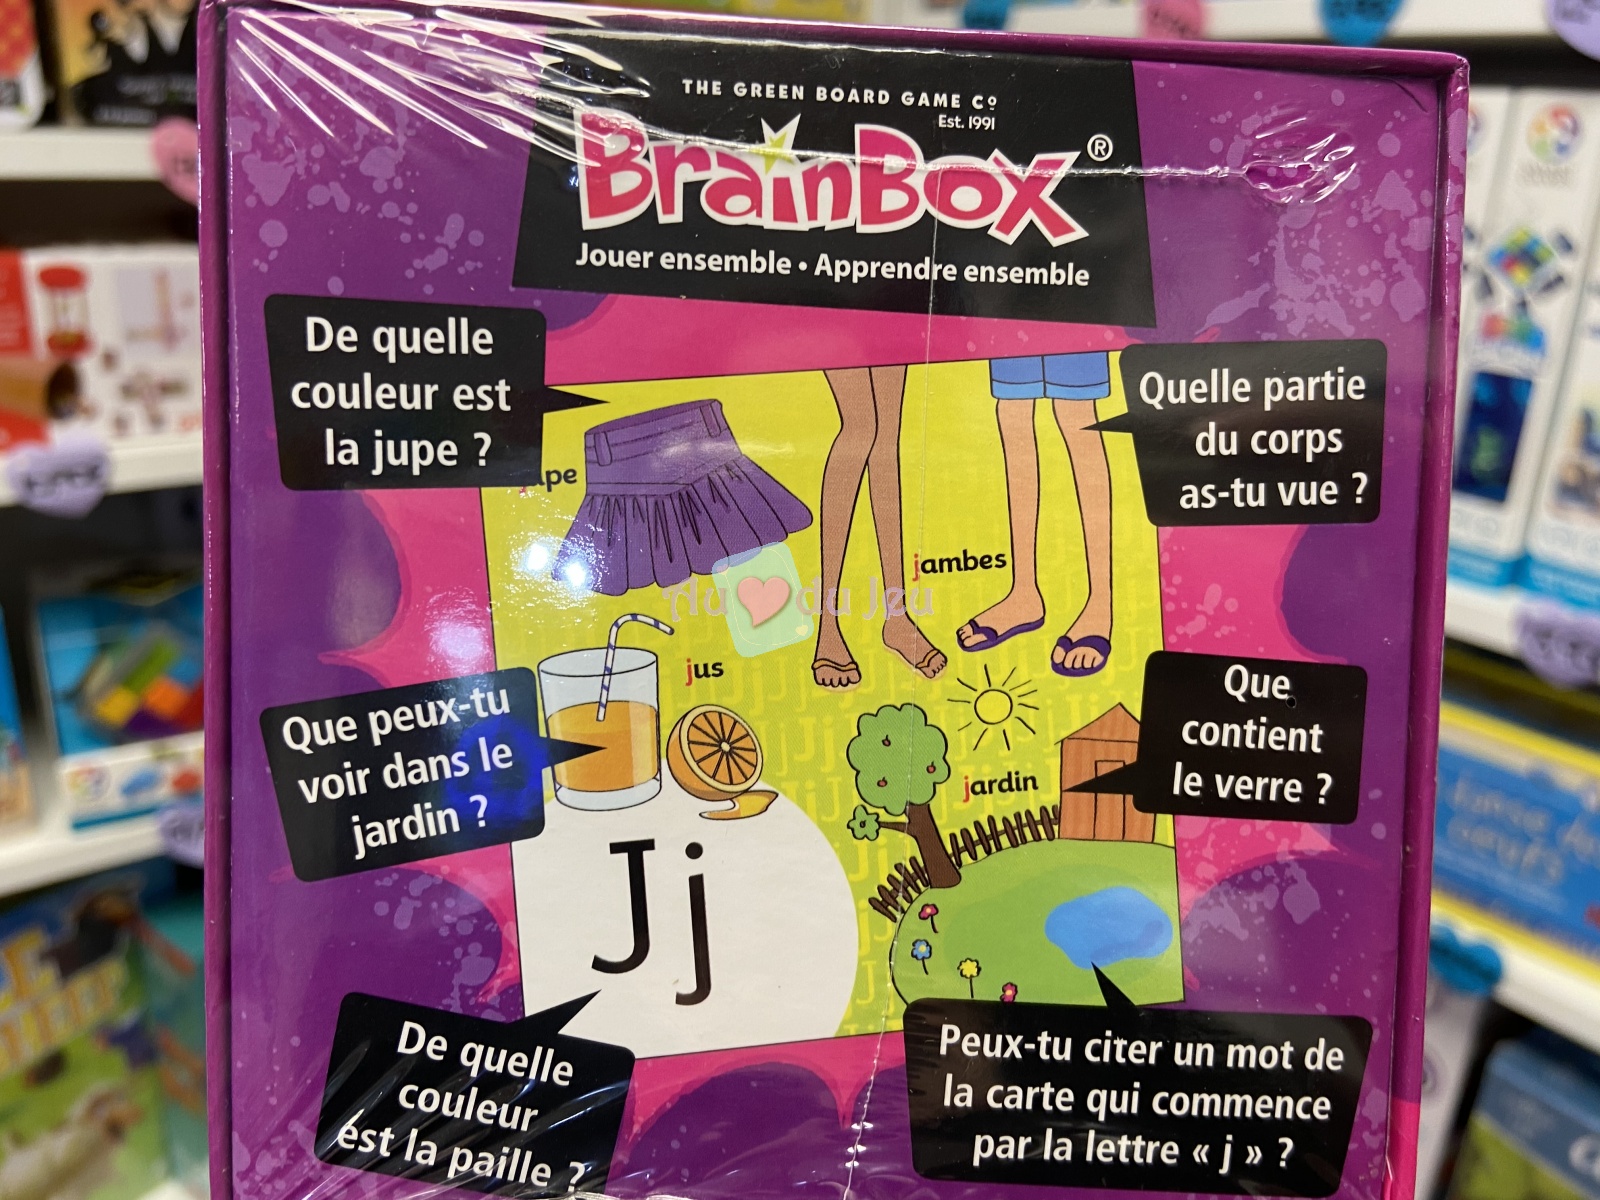 THE GREEN BOARD GAME Cº
Est. 1991
BrainBox®
Jouer ensemble • Apprendre ensemble
De quelle
couleur est
la jupe ?
Quelle partie
du corps
as-tu vue ?
jambes
Au du Jeu
jus
Que peux-tu
voir dans le
jardin ?
Que
contient
le verre ?
jardin
J j
De quelle
couleur
est la paille ?
Peux-tu citer un mot de
la carte qui commence
par la lettre « j » ?